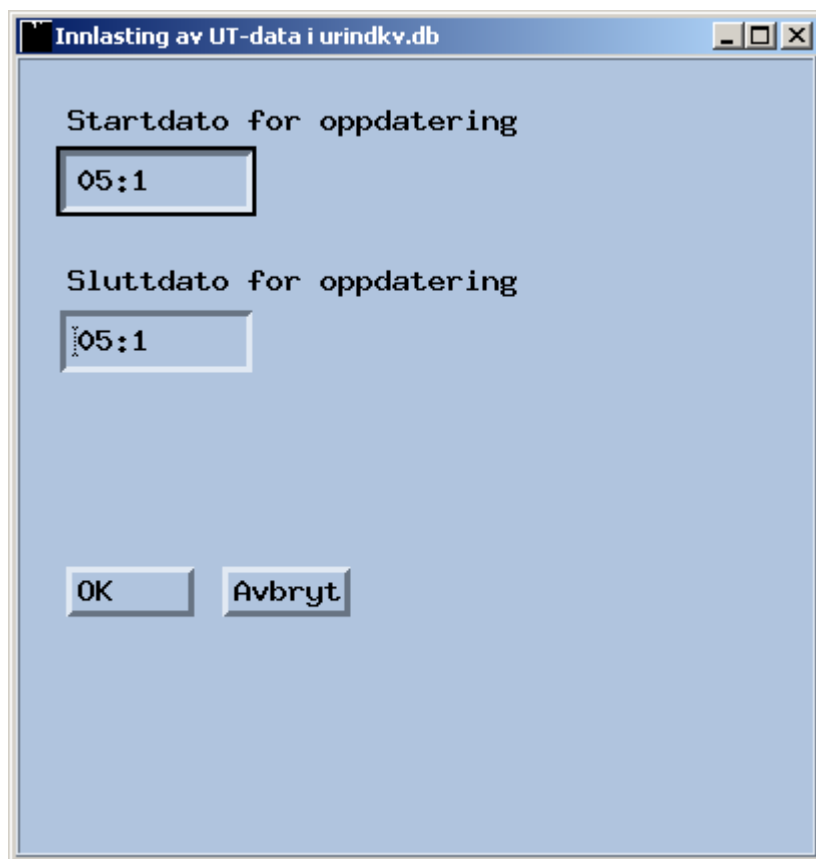 Innlasting av UT-data i urindkv.db
Startdato for oppdatering
05:1
Sluttdato for oppdatering
05:1
OK Avbryt